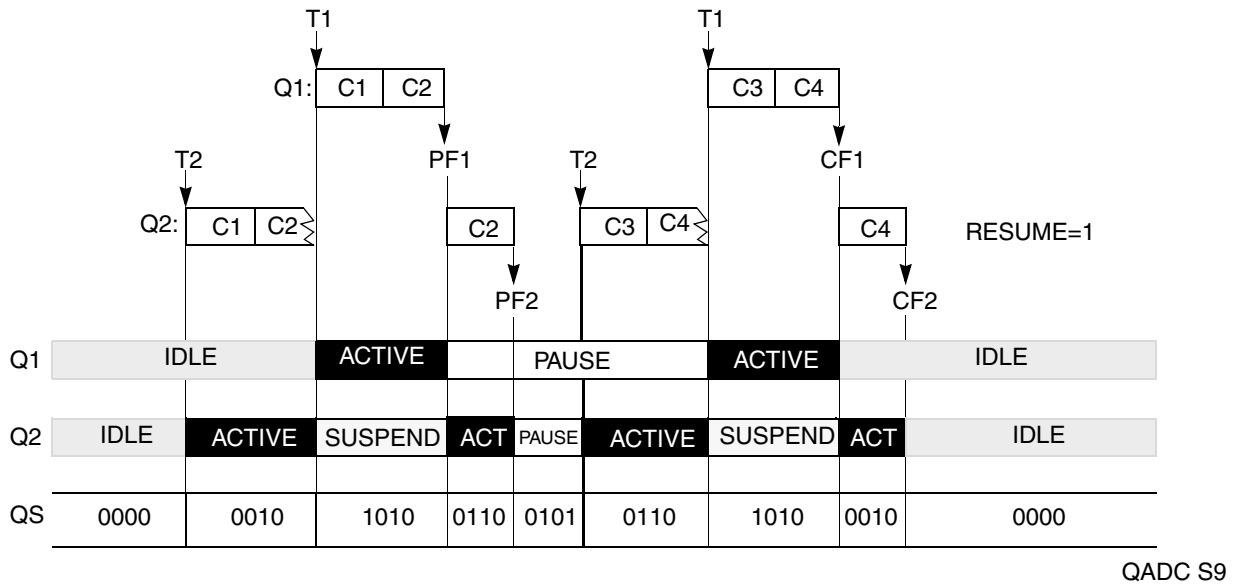 T1 T1
Q1: C1 C2 C3 C4
T2 PF1 T2 CF1
Q2: C1 C2 C2 C3 C4 C4 RESUME=1
PF2 CF2
Q1 IDLE ACTIVE PAUSE ACTIVE IDLE
Q2 IDLE ACTIVE SUSPEND ACT PAUSE ACTIVE SUSPEND ACT IDLE
QS 0000 0010 1010 0110 0101 0110 1010 0010 0000
QADC S9